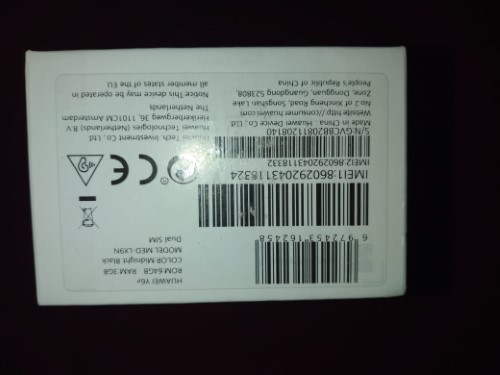 HUAWEI Y6p
ROM:64GB RAM:3GB
COLOR:Midnight Black
MODEL:MED-LX9N
Dual SIM
6 972453 162458
IMEI1:860292043118324
IMEI2:860292043118332
S/N:GVCBB20811208140
Made in China. Huawei Device Co., Ltd
Website: http://consumer.huawei.com
No.2 of Xincheng Road, Songshan Lake
Zone, Dongguan, Guangdong 523808,
People's Republic of China
CE
Tech. Investment Co., Ltd
Huawei Technologies (Netherlands) B.V.
Herikerbergweg 36, 1101CM Amsterdam
The Netherlands
Notice:This device may be operated in
all member states of the EU.